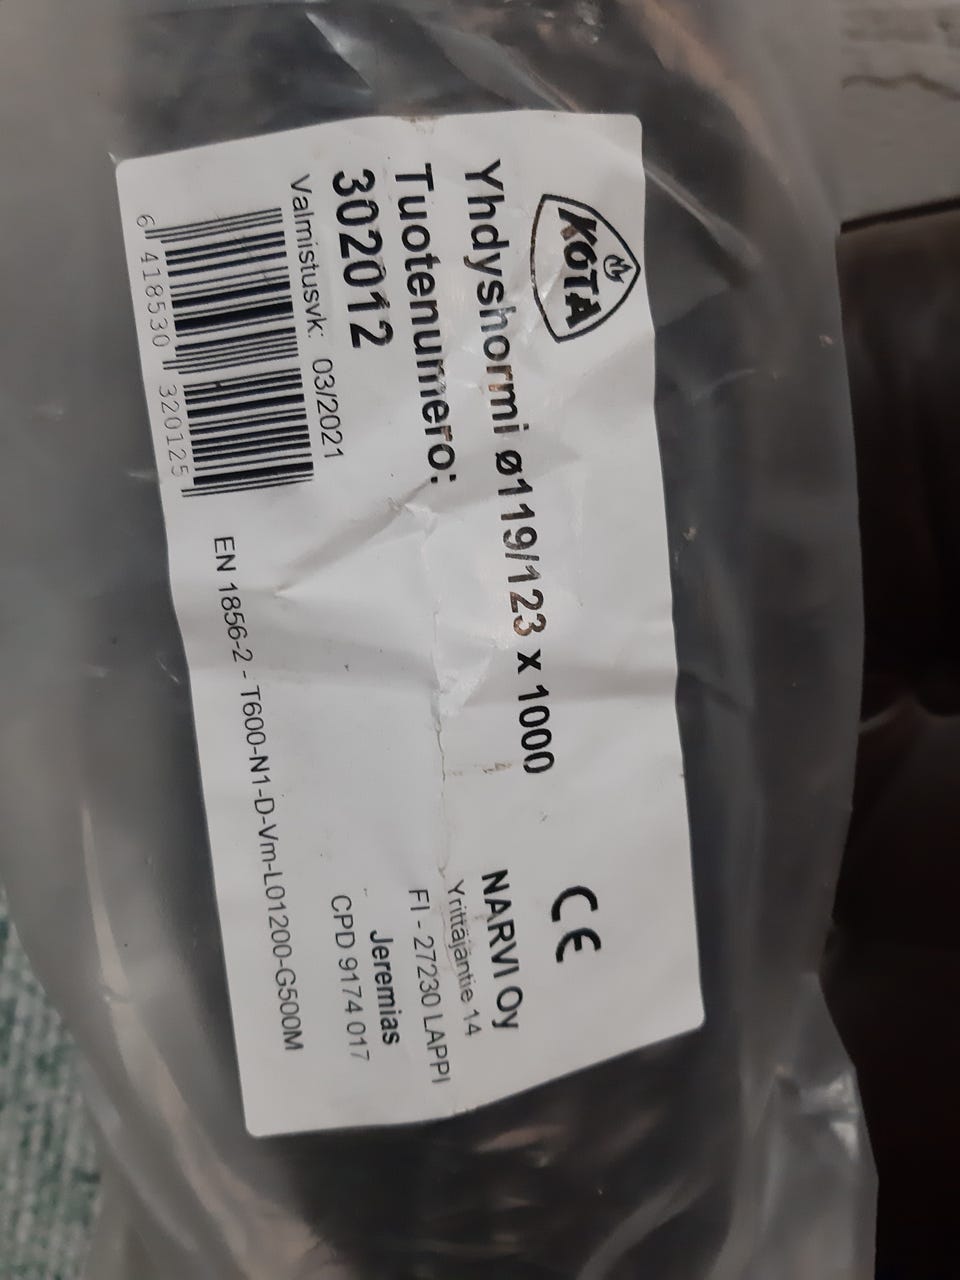 KOTA
Yhdyshormi ø119/123 x 1000
Tuotenumero:
302012
Valmistusvk: 03/2021
6 418530 320125
CE
NARVI Oy
Yrittäjäntie 14
FI - 27230 LAPPI
Jeremias
CPD 9174 017
EN 1856-2 - T600-N1-D-Vm-L01200-G500M